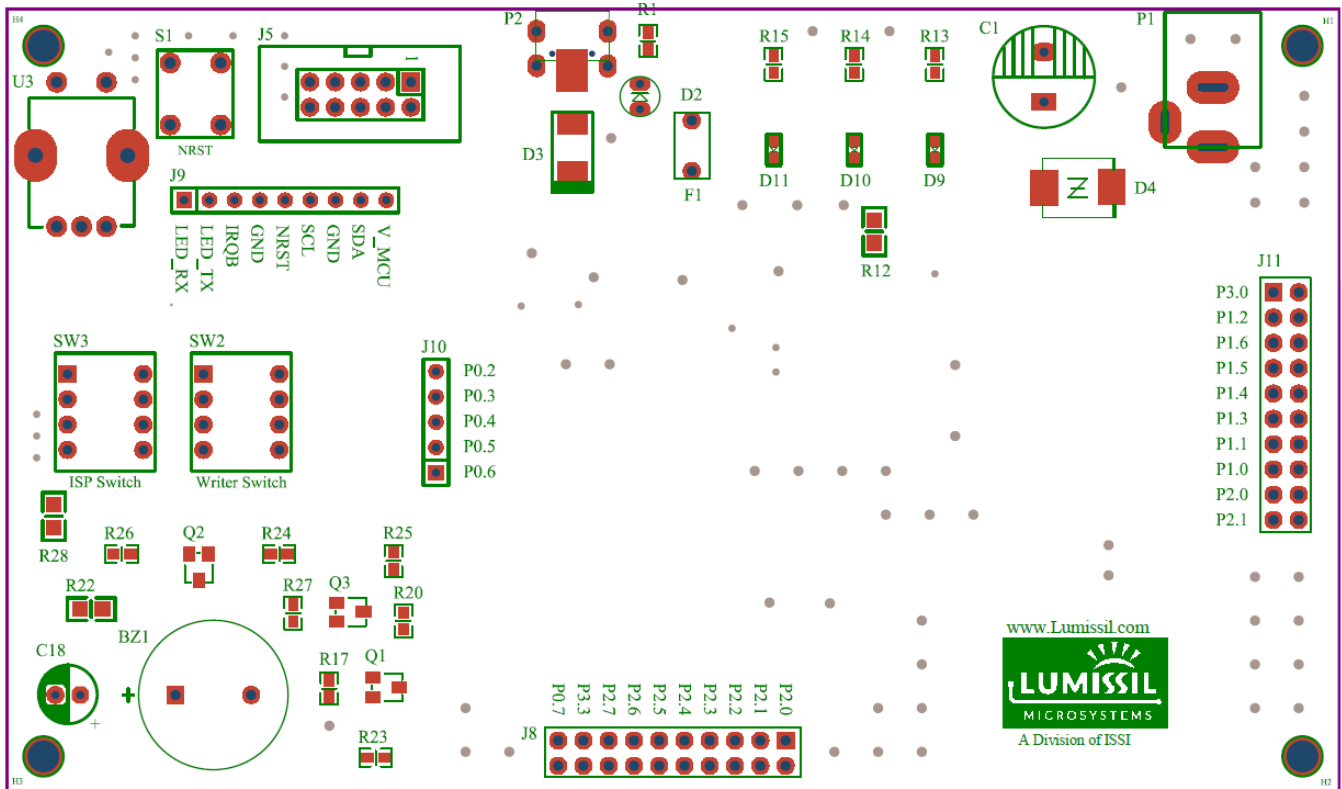 H4
S1
J5
P2
R1
R15
R14
R13
C1
P1
H1
U3
1
NRST
D3
D2
F1
D11
D10
D9
D4
J9
LED_RX
LED_TX
IRQB
GND
NRST
SCL
GND
SDA
V_MCU
R12
J11
P3.0
P1.2
P1.6
P1.5
P1.4
P1.3
P1.1
P1.0
P2.0
P2.1
SW3
SW2
J10
P0.2
P0.3
P0.4
P0.5
P0.6
ISP Switch
Writer Switch
R28
R26
Q2
R24
R25
R22
R27
Q3
R20
BZ1
C18
+
+
R17
Q1
R23
J8
P0.7
P3.3
P2.7
P2.6
P2.5
P2.4
P2.3
P2.2
P2.1
P2.0
www.Lumissil.com
LUMISSIL
MICROSYSTEMS
A Division of ISSI
H3
H2